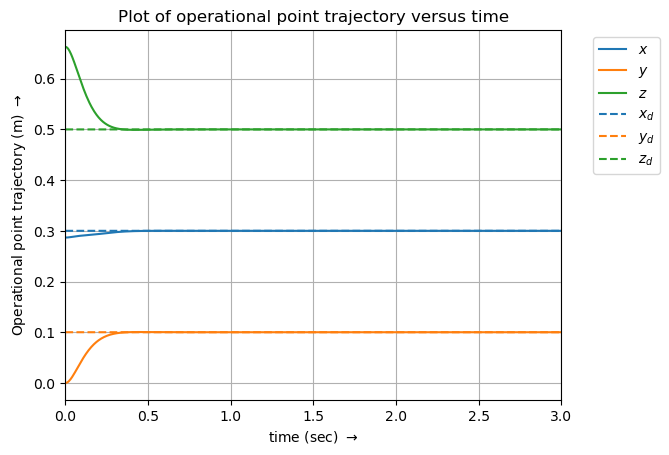 Plot of operational point trajectory versus time
Operational point trajectory (m) →
0.6
0.5
0.4
0.3
0.2
0.1
0.0
0.0 0.5 1.0 1.5 2.0 2.5 3.0
time (sec) →
x
y
z
x_d
y_d
z_d